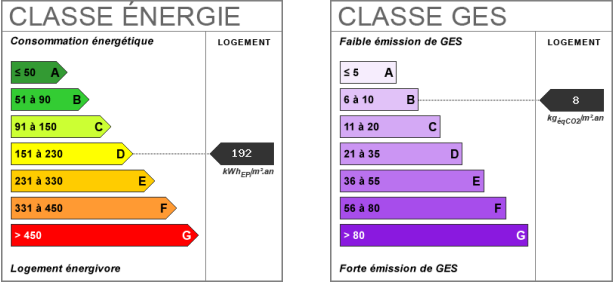 CLASSE ÉNERGIE
Consommation énergétique
LOGEMENT
≤ 50 A
51 à 90 B
91 à 150 C
151 à 230 D
192
kWhEP/m².an
231 à 330 E
331 à 450 F
> 450 G
Logement énergivore
CLASSE GES
Faible émission de GES
LOGEMENT
≤ 5 A
6 à 10 B
8
kgéqCO2/m².an
11 à 20 C
21 à 35 D
36 à 55 E
56 à 80 F
> 80 G
Forte émission de GES